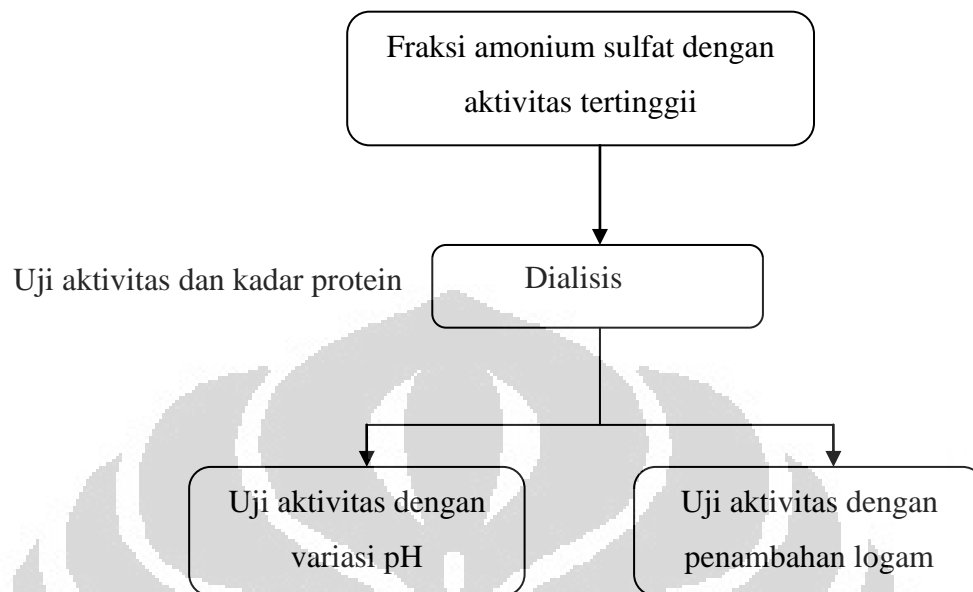 Fraksi amonium sulfat dengan
aktivitas tertinggii
Uji aktivitas dan kadar protein
Dialisis
Uji aktivitas dengan
variasi pH
Uji aktivitas dengan
penambahan logam